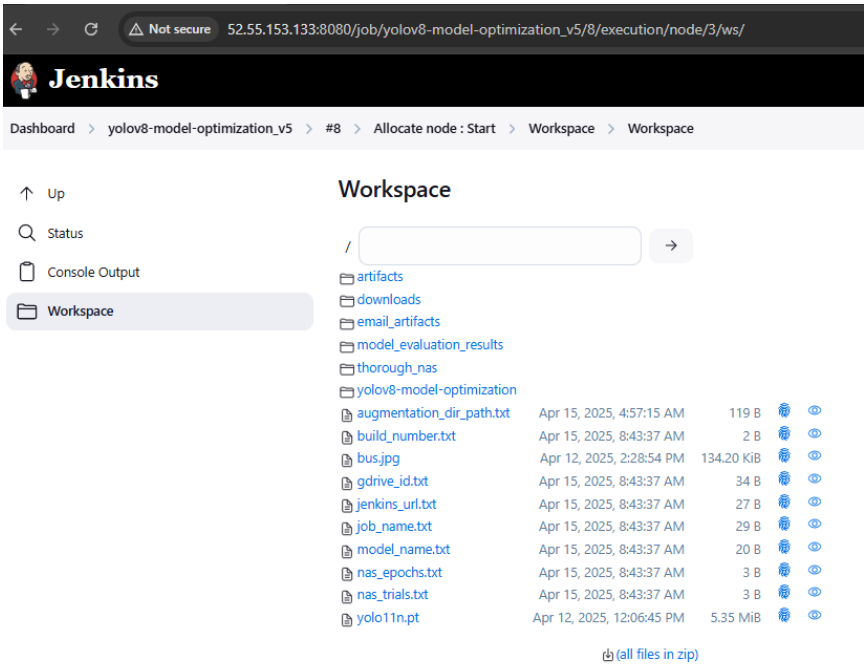 Not secure 52.55.153.133:8080/job/yolov8-model-optimization_v5/8/execution/node/3/ws/
Jenkins
Dashboard > yolov8-model-optimization_v5 > #8 > Allocate node : Start > Workspace > Workspace
Up
Status
Console Output
Workspace
Workspace
/
artifacts
downloads
email_artifacts
model_evaluation_results
thorough_nas
yolov8-model-optimization
augmentation_dir_path.txt Apr 15, 2025, 4:57:15 AM 119 B
build_number.txt Apr 15, 2025, 8:43:37 AM 2 B
bus.jpg Apr 12, 2025, 2:28:54 PM 134.20 KiB
gdrive_id.txt Apr 15, 2025, 8:43:37 AM 34 B
jenkins_url.txt Apr 15, 2025, 8:43:37 AM 27 B
job_name.txt Apr 15, 2025, 8:43:37 AM 29 B
model_name.txt Apr 15, 2025, 8:43:37 AM 20 B
nas_epochs.txt Apr 15, 2025, 8:43:37 AM 3 B
nas_trials.txt Apr 15, 2025, 8:43:37 AM 3 B
yolo11n.pt Apr 12, 2025, 12:06:45 PM 5.35 MiB
(all files in zip)